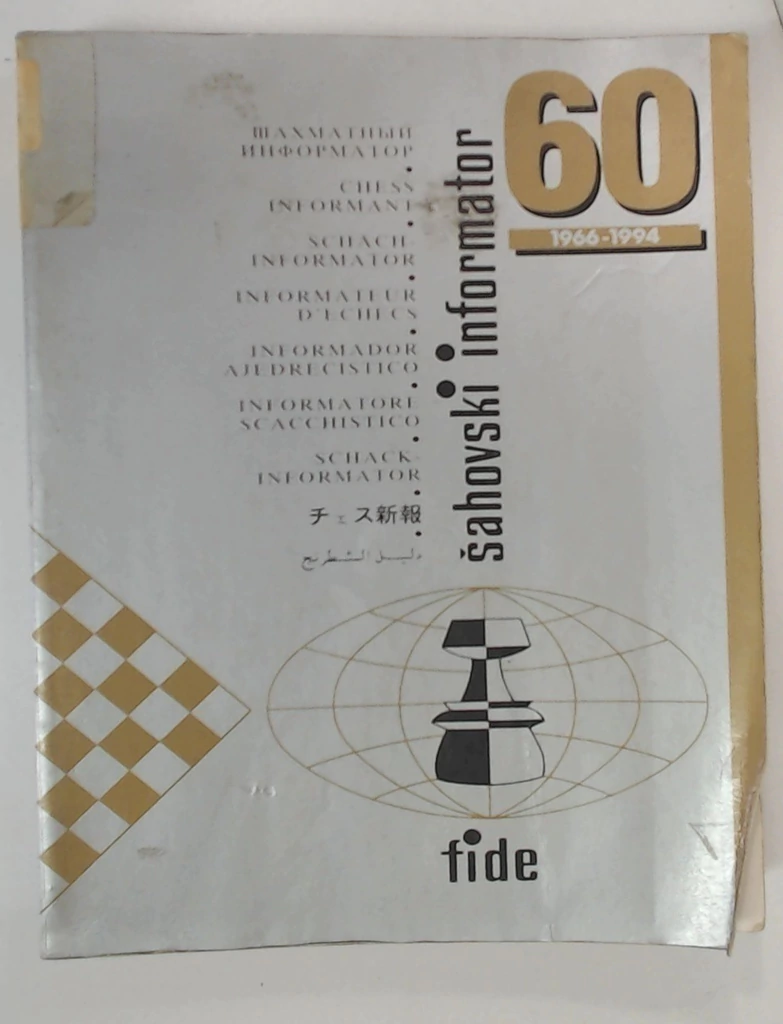 60
1966-1994
šahovski informator
ШАХМАТНЫЙ
ИНФОРМАТОР
CHESS
INFORMANT
SCHACH-
INFORMATOR
INFORMATEUR
D'ECHECS
INFORMADOR
AJEDRECISTICO
INFORMATORE
SCACCHISTICO
SCHACK-
INFORMATOR
チェス新報
دليل الشطرنج
fide